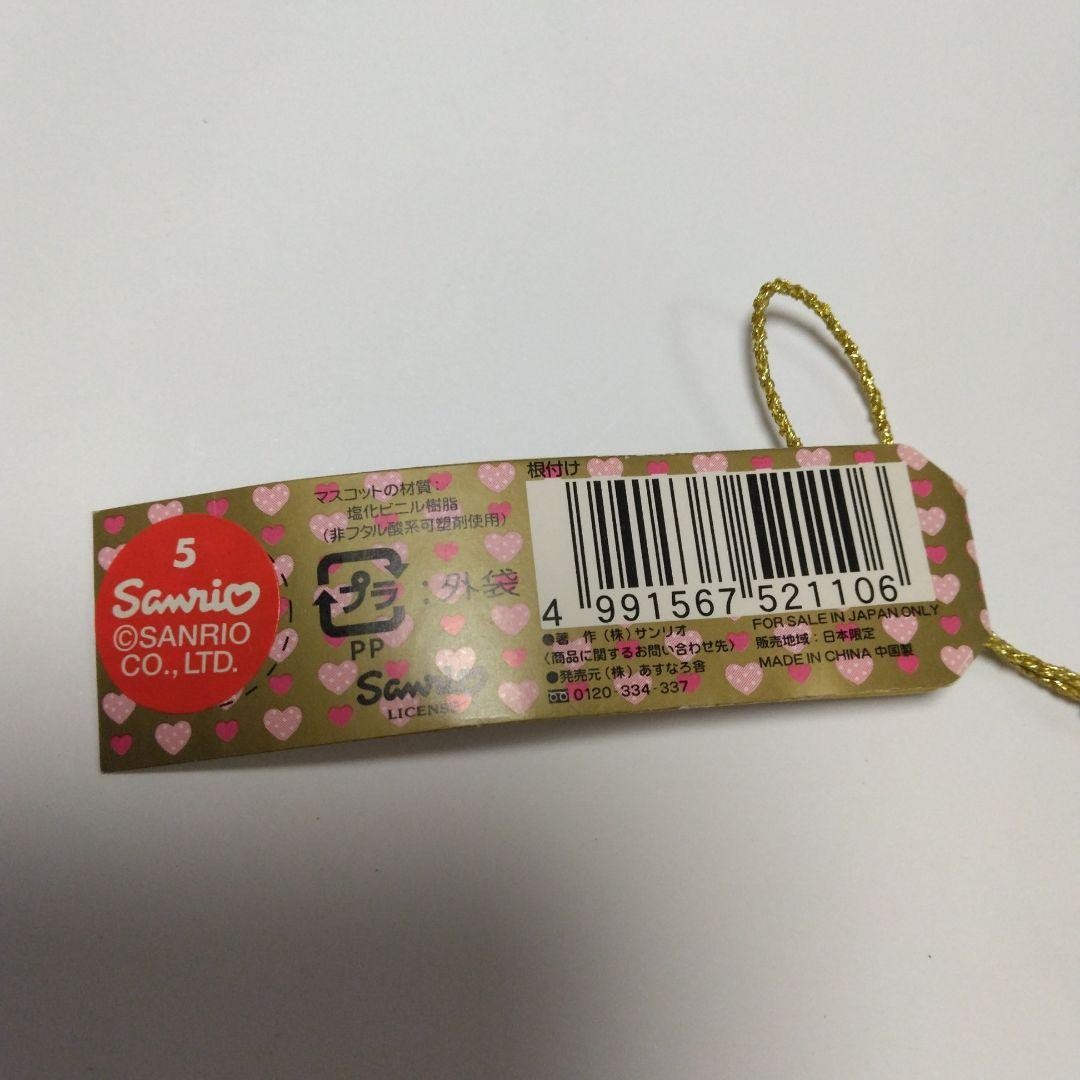 5
Sanrio
©SANRIO
CO., LTD.
マスコットの材質：
塩化ビニル樹脂
(非フタル酸系可塑剤使用)
プラ：外袋
PP
Sanrio
LICENSE
根付け
4 991567 521106
●著 作（株）サンリオ
〈商品に関するお問い合わせ先〉
●発売元（株）あすなろ舎
0120-334-337
FOR SALE IN JAPAN ONLY
販売地域：日本限定
MADE IN CHINA 中国製